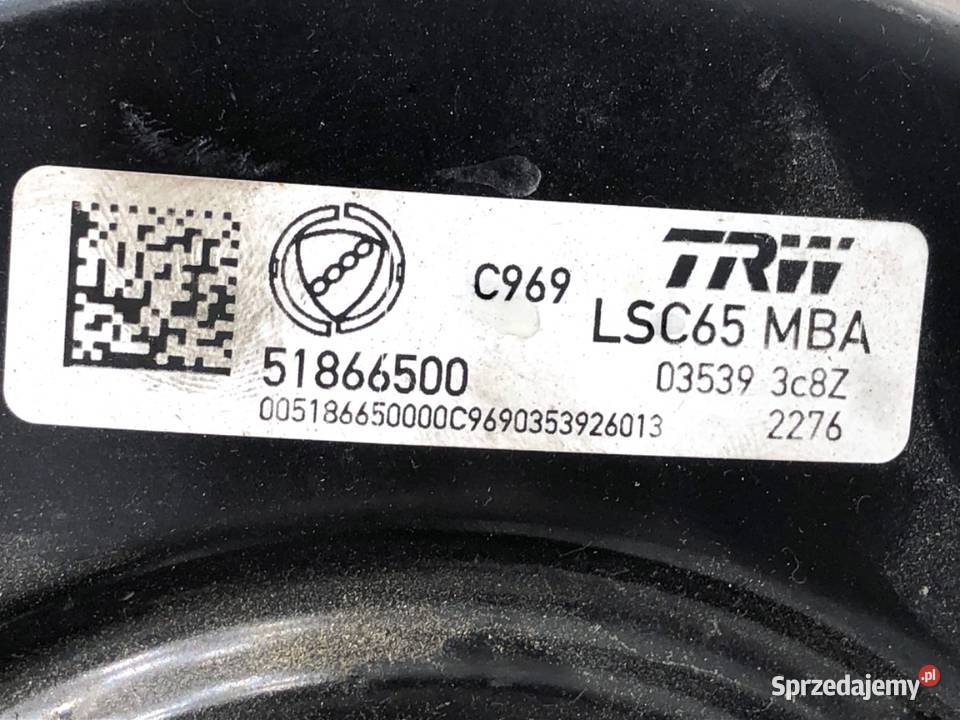 TRW
C969
LSC65 MBA
51866500
03539 3c8Z
005186650000C9690353926013
2276
Sprzedajemy.pl